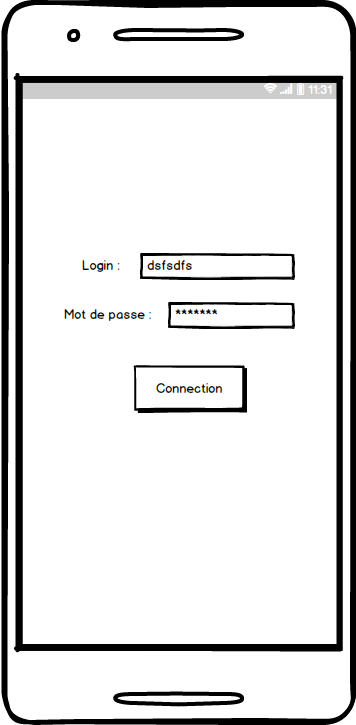 11:31
Login : dsfsdfs
Mot de passe : *******
Connection